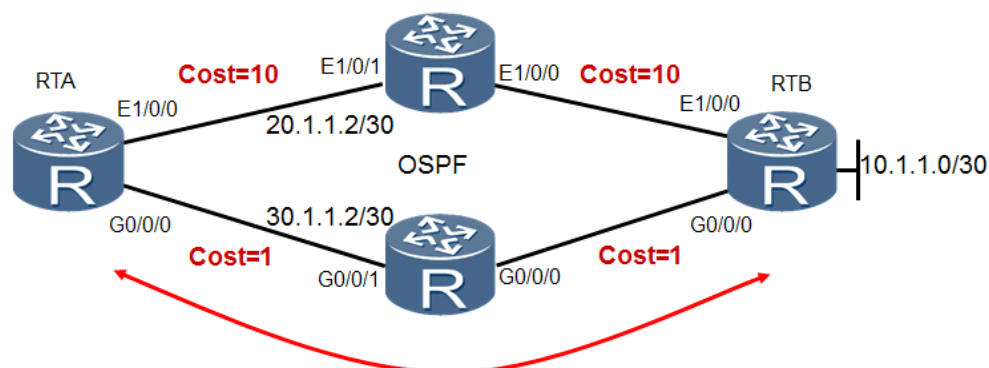 RTA
E1/0/0
Cost=10
E1/0/1
R
E1/0/0
Cost=10
E1/0/0
RTB
20.1.1.2/30
R
OSPF
R
10.1.1.0/30
G0/0/0
30.1.1.2/30
Cost=1
G0/0/1
R
G0/0/0
Cost=1
G0/0/0